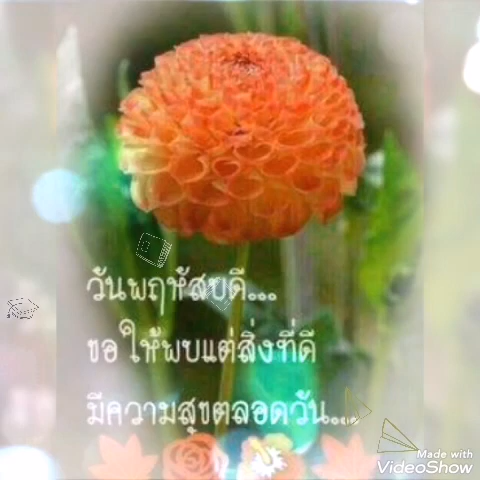 วันพฤหัสบดี...
ขอให้พบแต่สิ่งที่ดี
มีความสุขตลอดวัน...
Made with
VideoShow